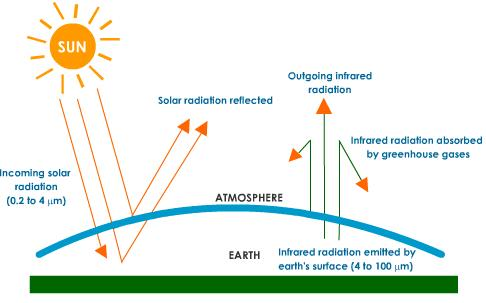 SUN
Outgoing infrared
radiation
Solar radiation reflected
Infrared radiation absorbed
by greenhouse gases
Incoming solar
radiation
(0.2 to 4 μm)
ATMOSPHERE
EARTH
Infrared radiation emitted by
earth's surface (4 to 100 μm)